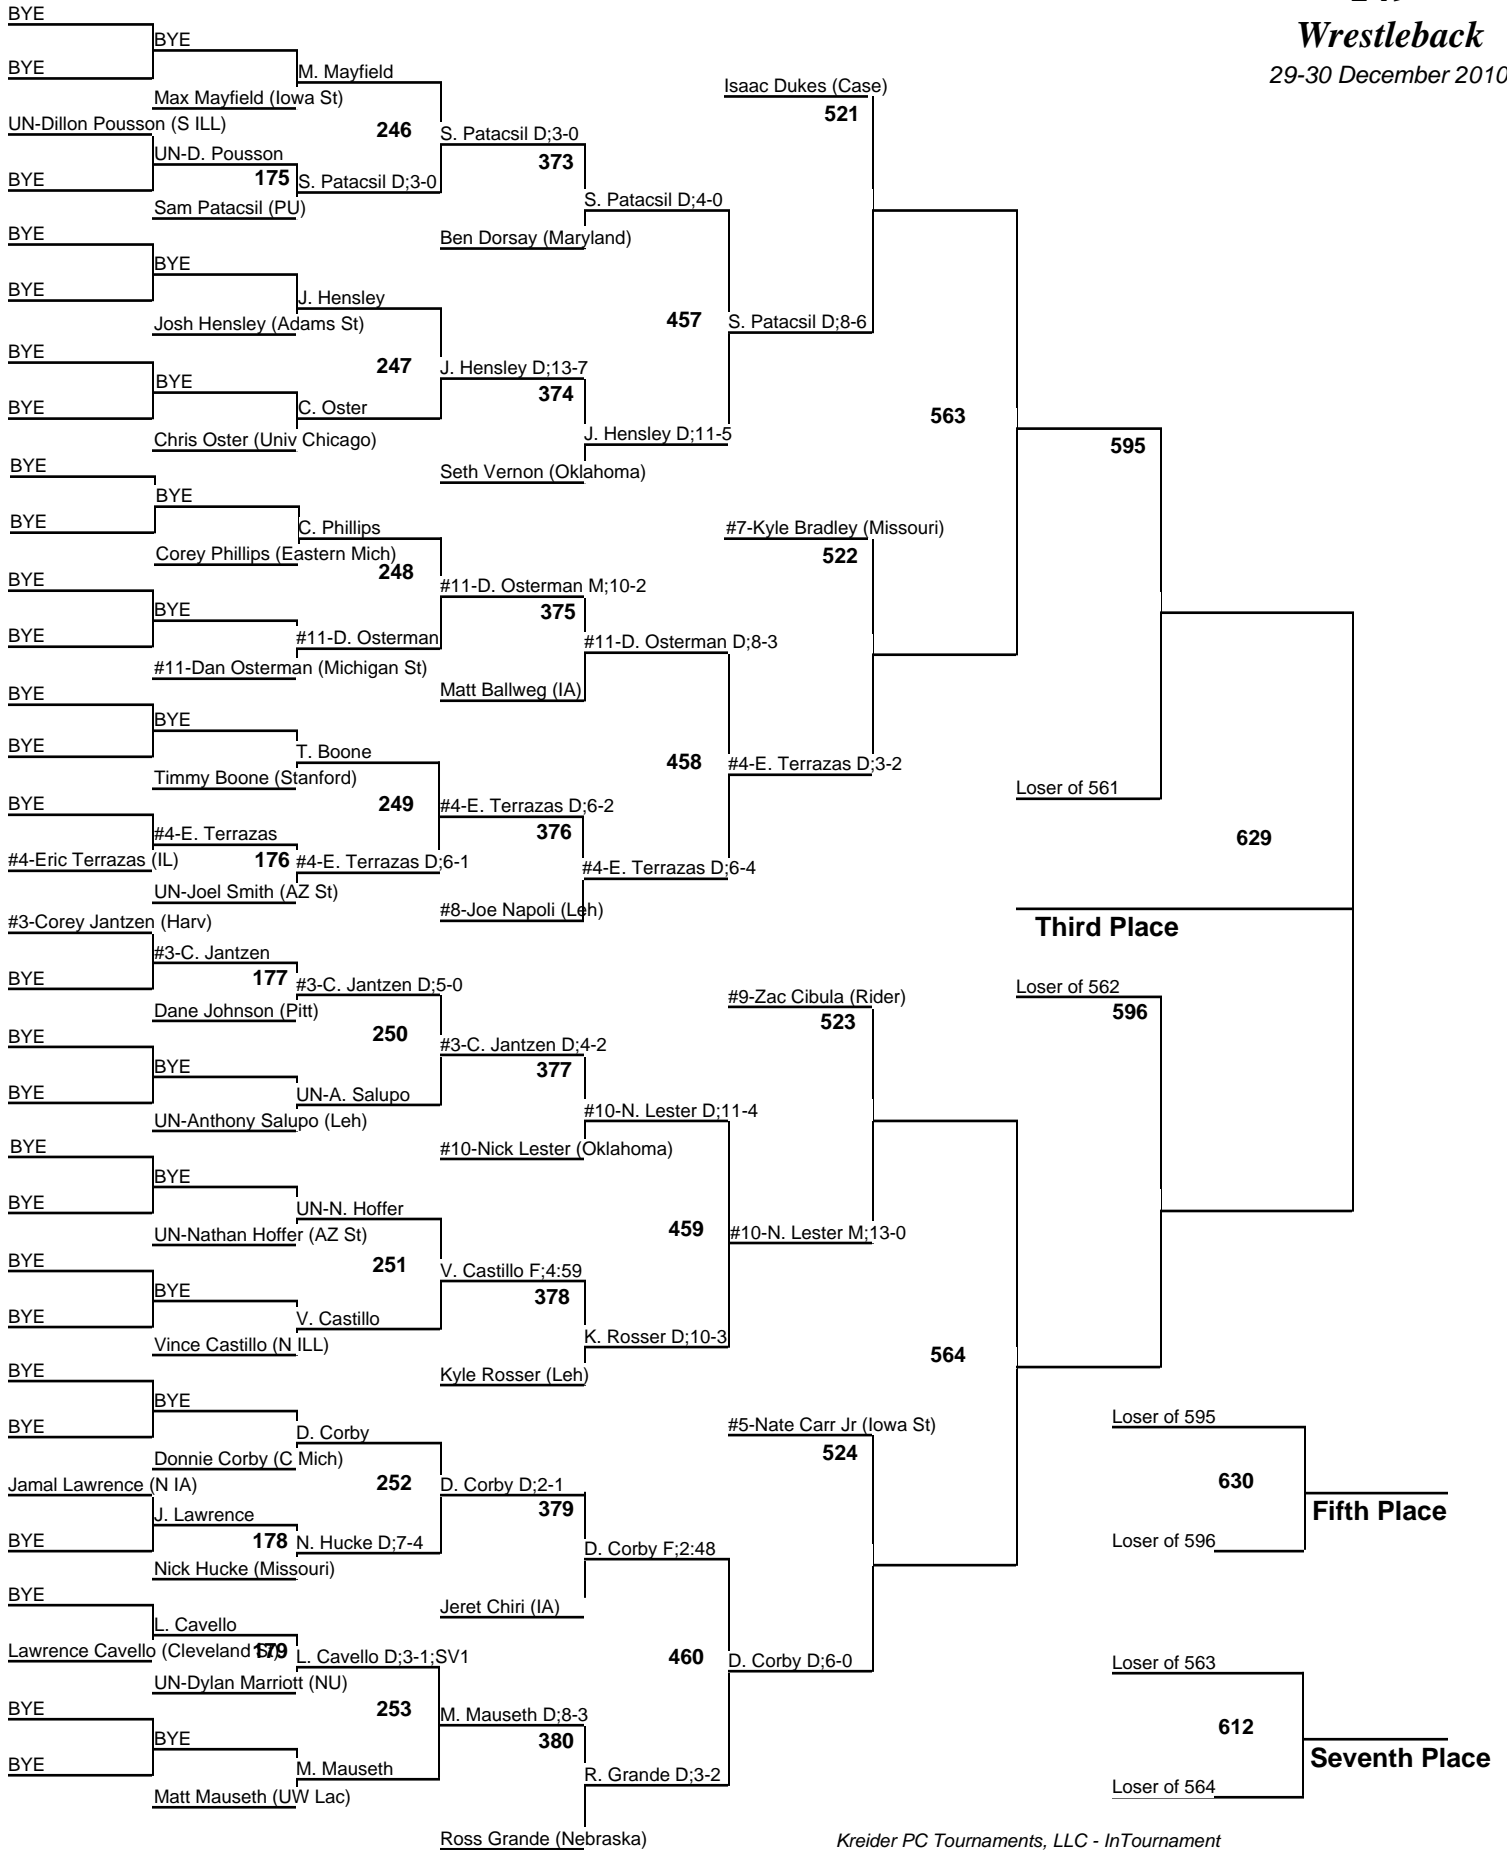 Wrestleback
29-30 December 2010
BYE
BYE
BYE
M. Mayfield
Max Mayfield (Iowa St)
UN-Dillon Pousson (S ILL)
246
S. Patacsil D;3-0
373
UN-D. Pousson
BYE
175
S. Patacsil D;3-0
Sam Patacsil (PU)
S. Patacsil D;4-0
Ben Dorsay (Maryland)
Isaac Dukes (Case)
521
BYE
BYE
BYE
J. Hensley
Josh Hensley (Adams St)
457
S. Patacsil D;8-6
BYE
247
J. Hensley D;13-7
374
BYE
BYE
C. Oster
Chris Oster (Univ Chicago)
J. Hensley D;11-5
Seth Vernon (Oklahoma)
563
595
BYE
BYE
BYE
C. Phillips
Corey Phillips (Eastern Mich)
248
#7-Kyle Bradley (Missouri)
522
BYE
#11-D. Osterman M;10-2
375
BYE
BYE
#11-D. Osterman
#11-D. Osterman D;8-3
#11-Dan Osterman (Michigan St)
Matt Ballweg (IA)
BYE
BYE
BYE
T. Boone
Timmy Boone (Stanford)
458
#4-E. Terrazas D;3-2
Loser of 561
BYE
249
#4-E. Terrazas D;6-2
376
#4-E. Terrazas
#4-Eric Terrazas (IL)
176
#4-E. Terrazas D;6-1
#4-E. Terrazas D;6-4
UN-Joel Smith (AZ St)
#8-Joe Napoli (Leh)
629
Third Place
#3-Corey Jantzen (Harv)
#3-C. Jantzen
BYE
177
#3-C. Jantzen D;5-0
Dane Johnson (Pitt)
#9-Zac Cibula (Rider)
523
Loser of 562
596
BYE
250
#3-C. Jantzen D;4-2
377
BYE
BYE
UN-A. Salupo
UN-Anthony Salupo (Leh)
#10-N. Lester D;11-4
#10-Nick Lester (Oklahoma)
BYE
BYE
BYE
UN-N. Hoffer
UN-Nathan Hoffer (AZ St)
459
#10-N. Lester M;13-0
BYE
251
V. Castillo F;4:59
378
BYE
BYE
V. Castillo
Vince Castillo (N ILL)
K. Rosser D;10-3
Kyle Rosser (Leh)
564
BYE
BYE
BYE
D. Corby
Donnie Corby (C Mich)
#5-Nate Carr Jr (Iowa St)
524
Jamal Lawrence (N IA)
252
D. Corby D;2-1
379
J. Lawrence
BYE
178
N. Hucke D;7-4
Nick Hucke (Missouri)
D. Corby F;2:48
Jeret Chiri (IA)
Loser of 595
630
Fifth Place
Loser of 596
BYE
L. Cavello
Lawrence Cavello (Cleveland St)
179
L. Cavello D;3-1;SV1
UN-Dylan Marriott (NU)
460
D. Corby D;6-0
BYE
253
M. Mauseth D;8-3
380
BYE
BYE
M. Mauseth
Matt Mauseth (UW Lac)
R. Grande D;3-2
Ross Grande (Nebraska)
Loser of 563
612
Seventh Place
Loser of 564
Kreider PC Tournaments, LLC - InTournament